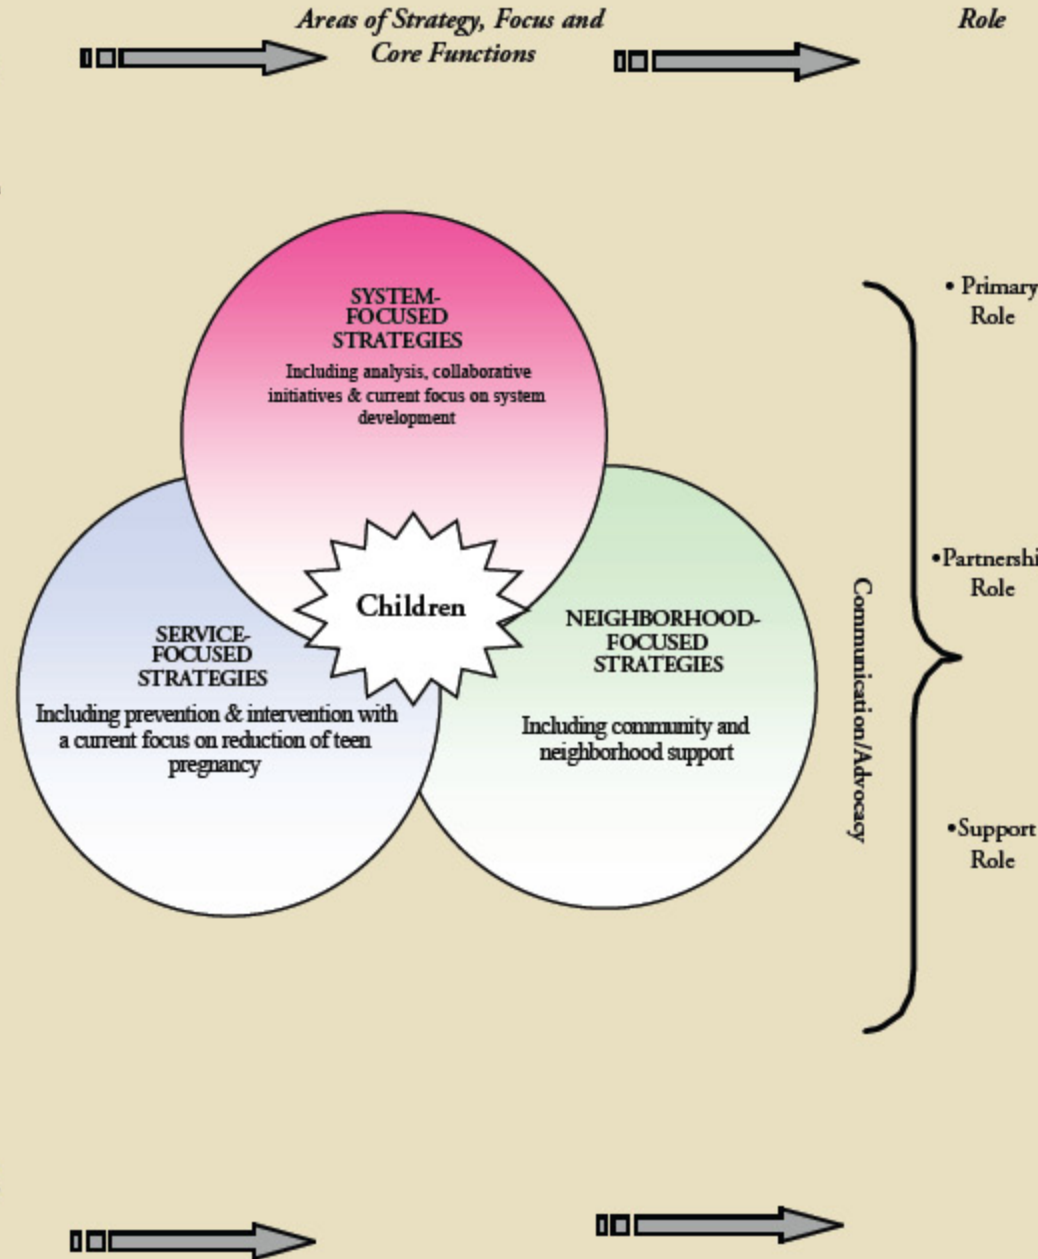 Areas of Strategy, Focus and
Core Functions
Role
SYSTEM-
FOCUSED
STRATEGIES
Including analysis, collaborative
initiatives & current focus on system
development
Children
SERVICE-
FOCUSED
STRATEGIES
Including prevention & intervention with
a current focus on reduction of teen
pregnancy
NEIGHBORHOOD-
FOCUSED
STRATEGIES
Including community and
neighborhood support
Communication/Advocacy
• Primary
Role
•Partnershi
Role
•Support
Role